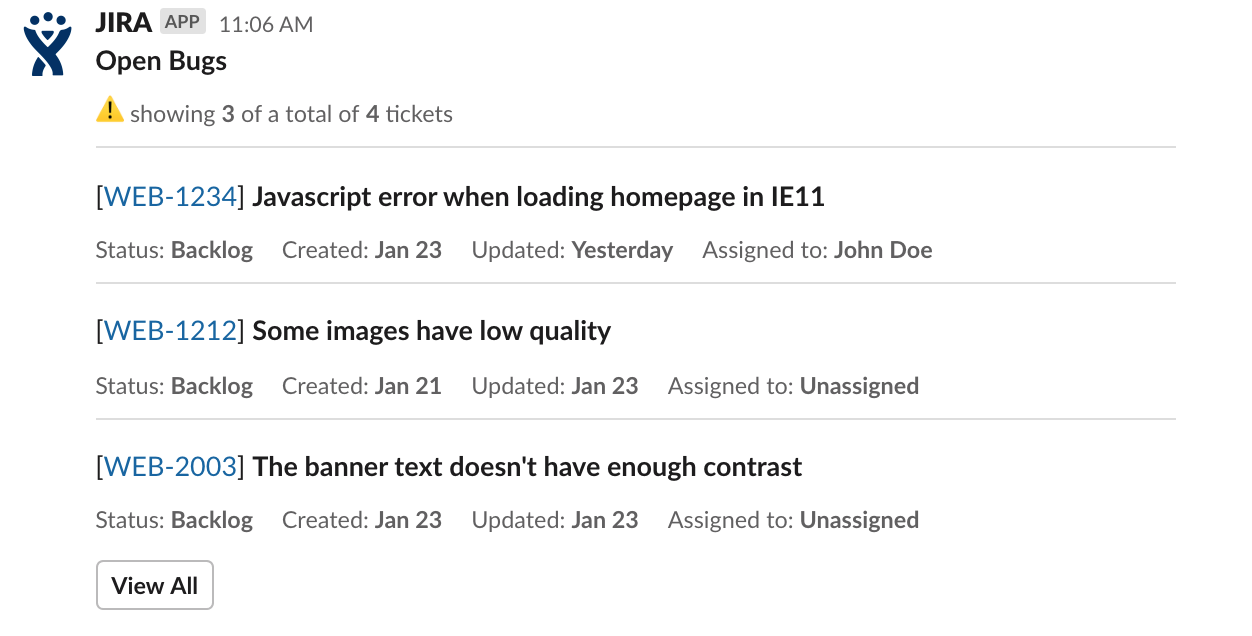 JIRA APP 11:06 AM
Open Bugs
showing 3 of a total of 4 tickets
[WEB-1234] Javascript error when loading homepage in IE11
Status: Backlog Created: Jan 23 Updated: Yesterday Assigned to: John Doe
[WEB-1212] Some images have low quality
Status: Backlog Created: Jan 21 Updated: Jan 23 Assigned to: Unassigned
[WEB-2003] The banner text doesn't have enough contrast
Status: Backlog Created: Jan 23 Updated: Jan 23 Assigned to: Unassigned
View All